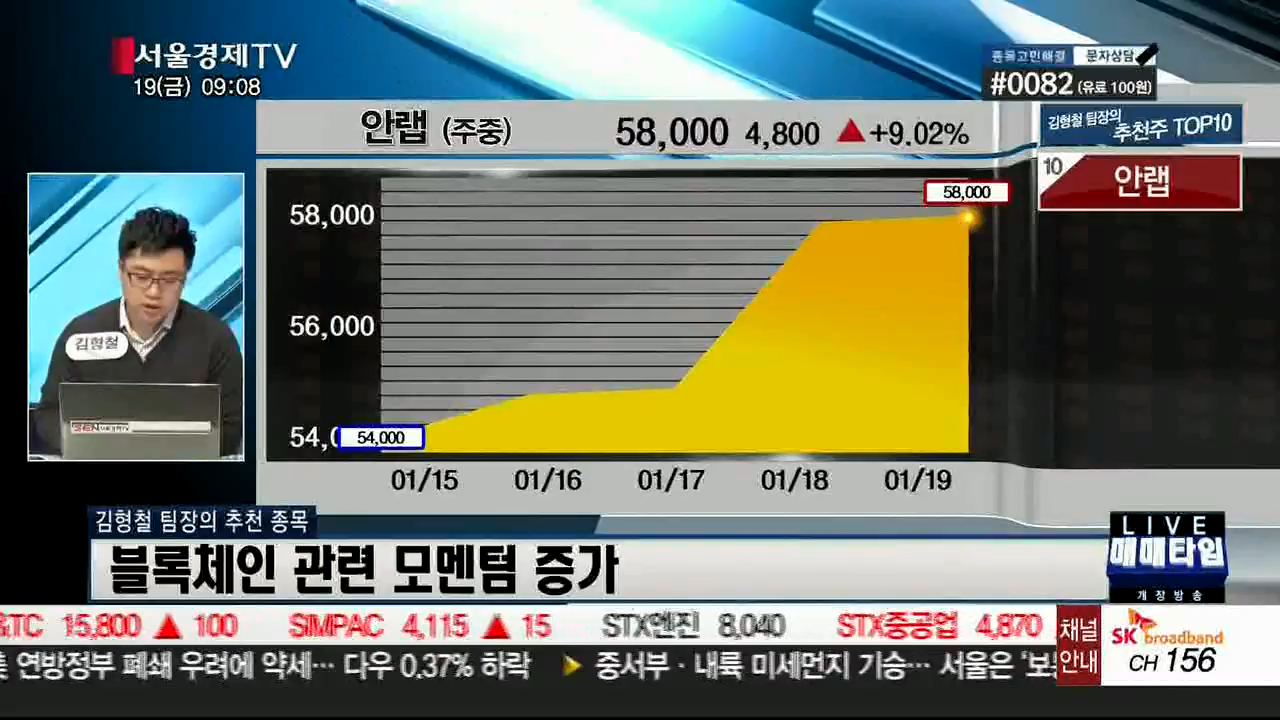 서울경제TV
19(금) 09:08
종목고민해결 문자상담
#0082 (유료 100원)
안랩 (주중) 58,000 4,800 ▲+9.02%
김형철 팀장의
추천주 TOP10
10 안랩
58,000
58,000
56,000
54,0
54,000
01/15 01/16 01/17 01/18 01/19
김형철
SEN
김형철 팀장의 추천 종목
블록체인 관련 모멘텀 증가
LIVE
매매타임
개장방송
&TC 15,800 ▲ 100 SIMPAC 4,115 ▲ 15 STX엔진 8,040 STX중공업 4,870
연방정부 폐쇄 우려에 약세… 다우 0.37% 하락 ▶ 중서부·내륙 미세먼지 기승… 서울은 ‘보
채널
안내
SK broadband
CH 156